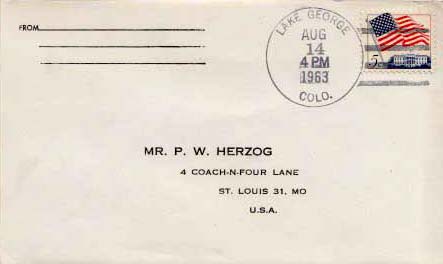 FROM
LAKE GEORGE
AUG
14
4 PM
1963
COLO.
5c
MR. P. W. HERZOG
4 COACH-N-FOUR LANE
ST. LOUIS 31, MO
U.S.A.